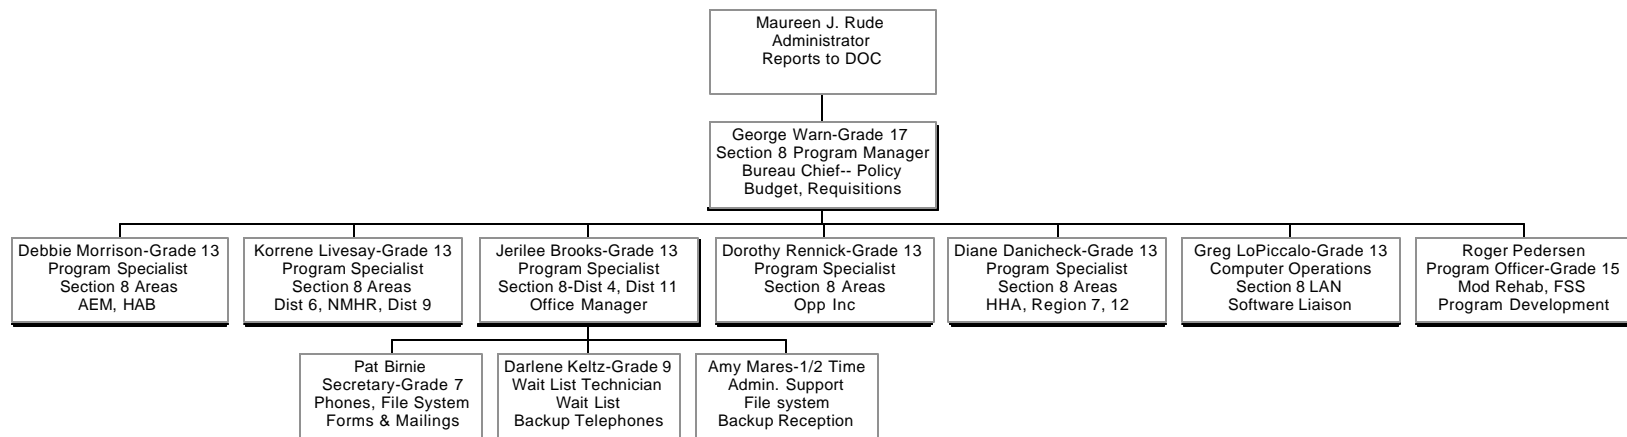 Maureen J. Rude
Administrator
Reports to DOC
George Warn-Grade 17
Section 8 Program Manager
Bureau Chief-- Policy
Budget, Requisitions
Debbie Morrison-Grade 13
Program Specialist
Section 8 Areas
AEM, HAB
Korrene Livesay-Grade 13
Program Specialist
Section 8 Areas
Dist 6, NMHR, Dist 9
Jerilee Brooks-Grade 13
Program Specialist
Section 8-Dist 4, Dist 11
Office Manager
Dorothy Rennick-Grade 13
Program Specialist
Section 8 Areas
Opp Inc
Diane Danicheck-Grade 13
Program Specialist
Section 8 Areas
HHA, Region 7, 12
Greg LoPiccalo-Grade 13
Computer Operations
Section 8 LAN
Software Liaison
Roger Pedersen
Program Officer-Grade 15
Mod Rehab, FSS
Program Development
Pat Birnie
Secretary-Grade 7
Phones, File System
Forms & Mailings
Darlene Keltz-Grade 9
Wait List Technician
Wait List
Backup Telephones
Amy Mares-1/2 Time
Admin. Support
File system
Backup Reception